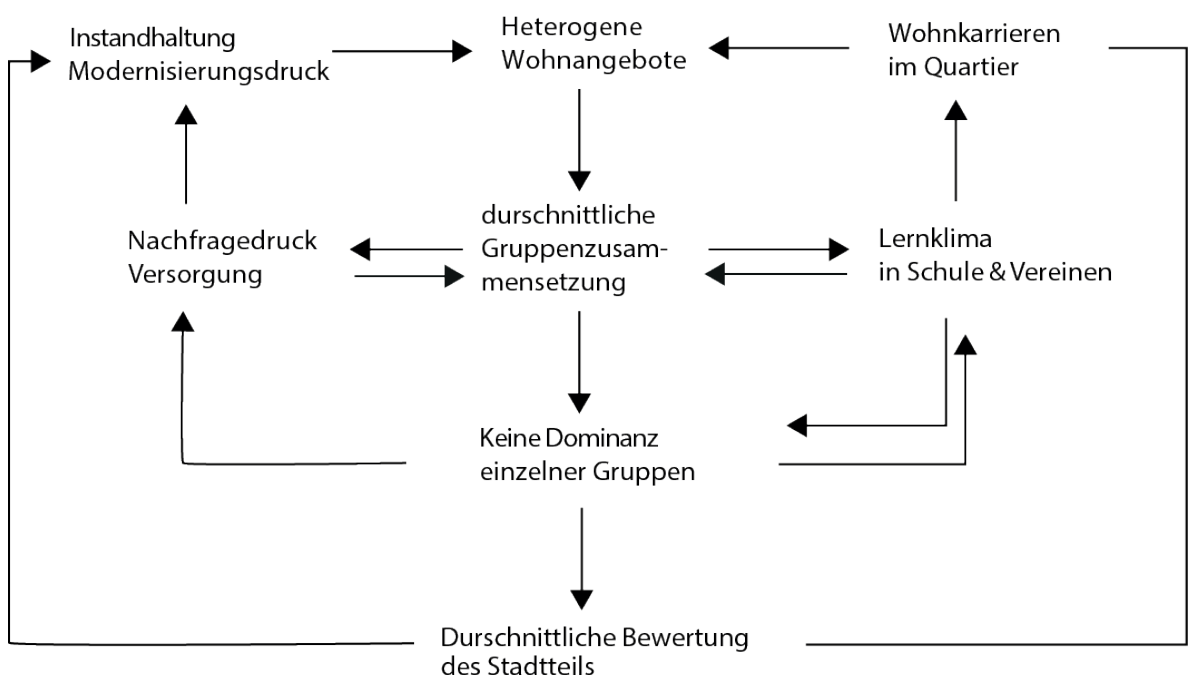 Instandhaltung
Modernisierungsdruck
Heterogene
Wohnangebote
Wohnkarrieren
im Quartier
Nachfragedruck
Versorgung
durschnittliche
Gruppenzusam-
mensetzung
Lernklima
in Schule & Vereinen
Keine Dominanz
einzelner Gruppen
Durschnittliche Bewertung
des Stadtteils